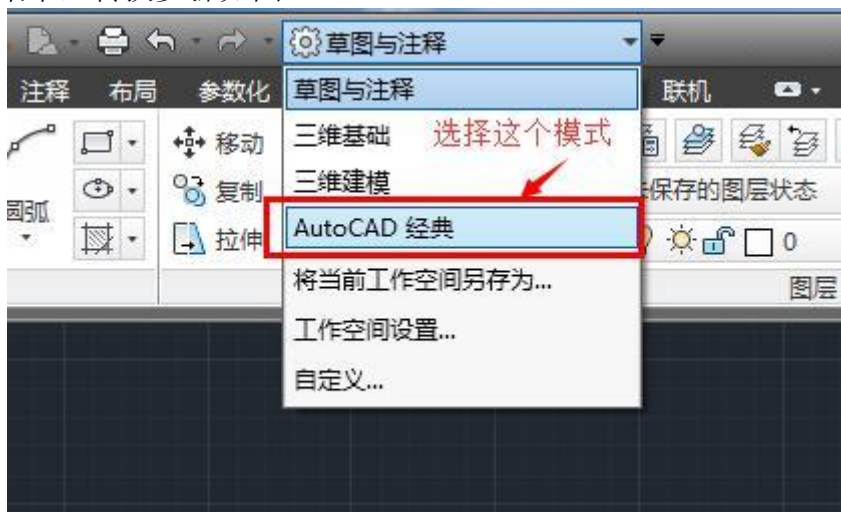 草图与注释
注释 布局 参数化 草图与注释 联机
移动 三维基础 选择这个模式
圆弧 复制 三维建模 保存的图层状态
拉伸 AutoCAD 经典 0
将当前工作空间另存为... 图层
工作空间设置...
自定义...